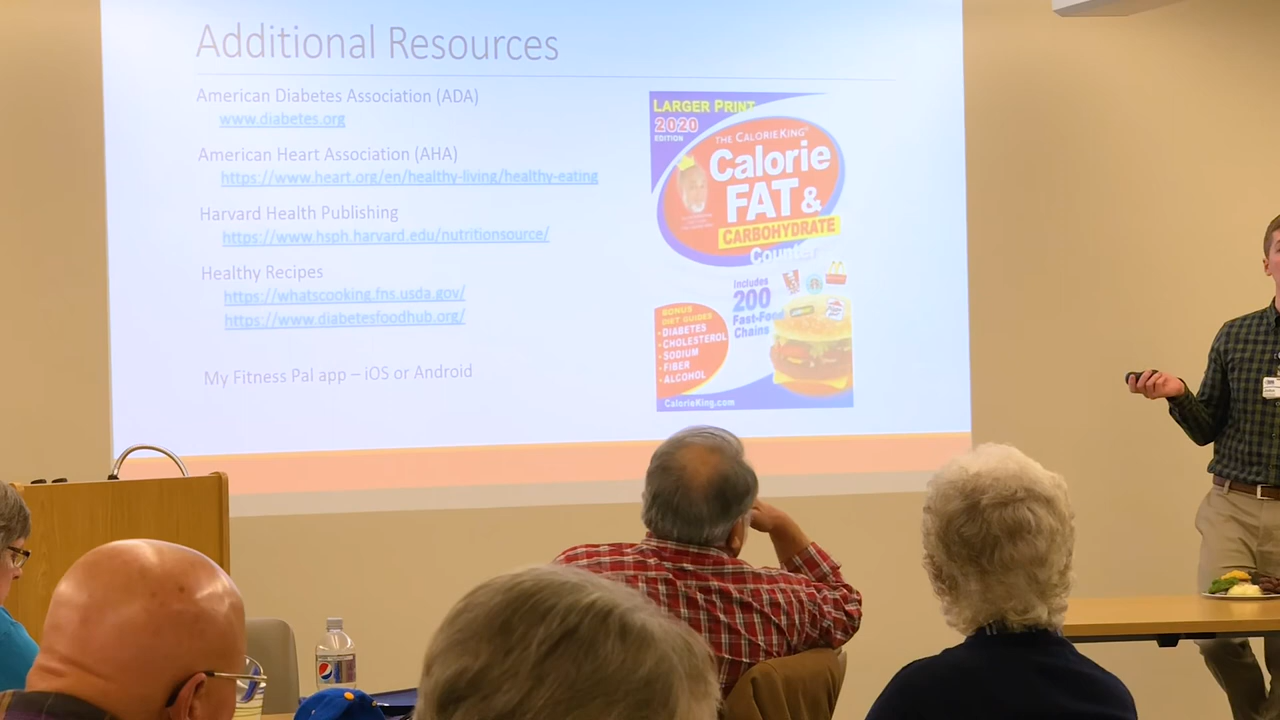 Additional Resources
American Diabetes Association (ADA)
www.diabetes.org
American Heart Association (AHA)
https://www.heart.org/en/healthy-living/healthy-eating
Harvard Health Publishing
https://www.hsph.harvard.edu/nutritionsource/
Healthy Recipes
https://whatscooking.fns.usda.gov/
https://www.diabetesfoodhub.org/
My Fitness Pal app – iOS or Android
LARGER PRINT
2020
EDITION
THE CALORIEKING®
Calorie
FAT &
CARBOHYDRATE
Counter
Includes
200
Fast-Food
Chains
BONUS
DIET GUIDES
• DIABETES
• CHOLESTEROL
• SODIUM
• FIBER
• ALCOHOL
CalorieKing.com
pepsi